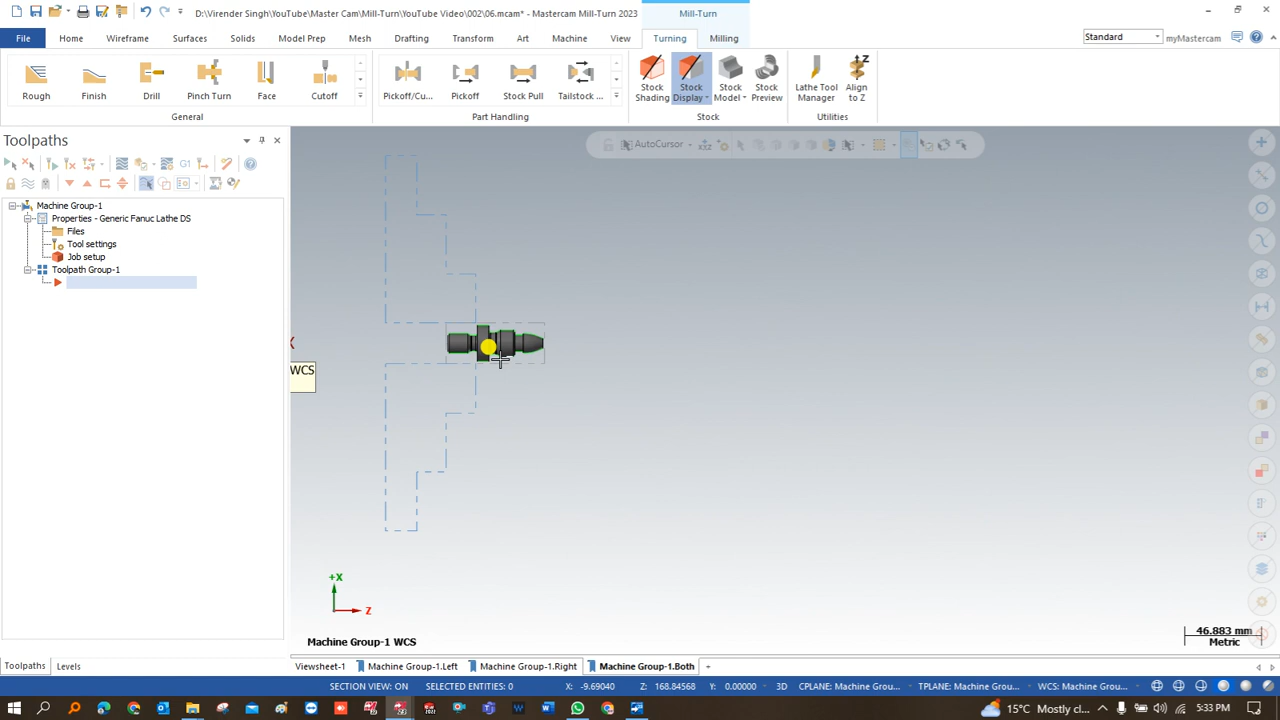 D:\Virender Singh\YouTube\Master Cam\Mill-Turn\YouTube Video\002\06.mcam* - Mastercam Mill-Turn 2023
Mill-Turn
File Home Wireframe Surfaces Solids Model Prep Mesh Drafting Transform Art Machine View Turning Milling
Standard
myMastercam
Rough Finish Drill Pinch Turn Face Cutoff
General
Pickoff/Cu... Pickoff Stock Pull Tailstock ...
Part Handling
Stock Shading
Stock Display
Stock Model
Stock Preview
Stock
Lathe Tool Manager
Align to Z
Utilities
Toolpaths
AutoCursor
G1
Machine Group-1
Properties - Generic Fanuc Lathe DS
Files
Tool settings
Job setup
Toolpath Group-1
X
WCS
+X
Z
Machine Group-1 WCS
46.883 mm
Metric
Toolpaths Levels
Viewsheet-1 Machine Group-1.Left Machine Group-1.Right Machine Group-1.Both +
SECTION VIEW: ON SELECTED ENTITIES: 0 X: -9.69040 Z: 168.84568 Y: 0.00000 3D CPLANE: Machine Grou... TPLANE: Machine Grou... WCS: Machine Group-1
15°C Mostly clear
5:33 PM